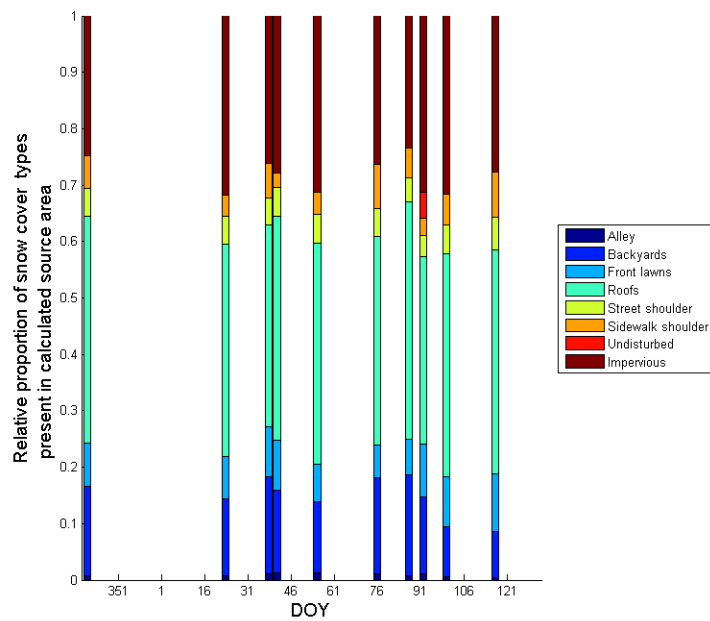 1
0.9
0.8
0.7
0.6
0.5
0.4
0.3
0.2
0.1
0
Relative proportion of snow cover types
present in calculated source area
351 1 16 31 46 61 76 91 106 121
DOY
Alley
Backyards
Front lawns
Roofs
Street shoulder
Sidewalk shoulder
Undisturbed
Impervious